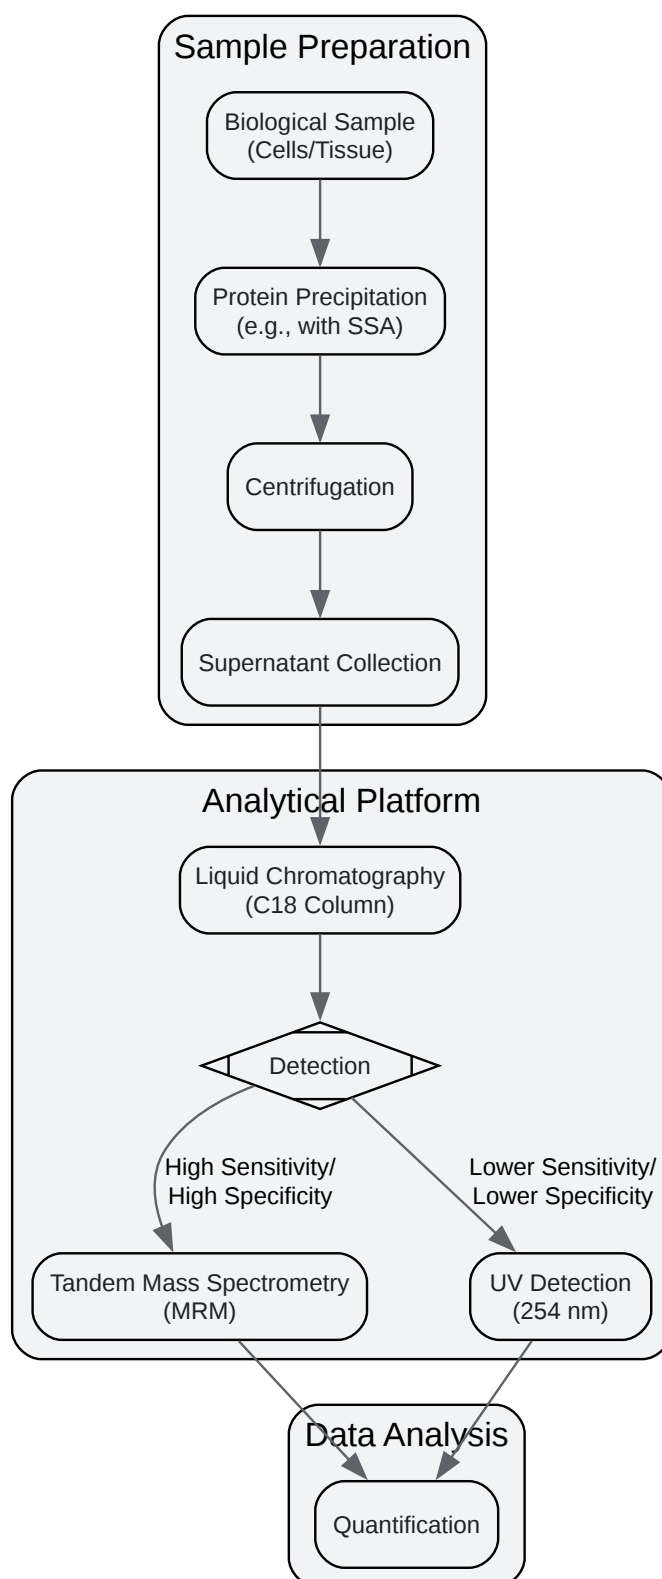 Sample Preparation
Biological Sample
(Cells/Tissue)
Protein Precipitation
(e.g., with SSA)
Centrifugation
Supernatant Collection
Analytical Platform
Liquid Chromatography
(C18 Column)
Detection
High Sensitivity/
High Specificity
Lower Sensitivity/
Lower Specificity
Tandem Mass Spectrometry
(MRM)
UV Detection
(254 nm)
Data Analysis
Quantification